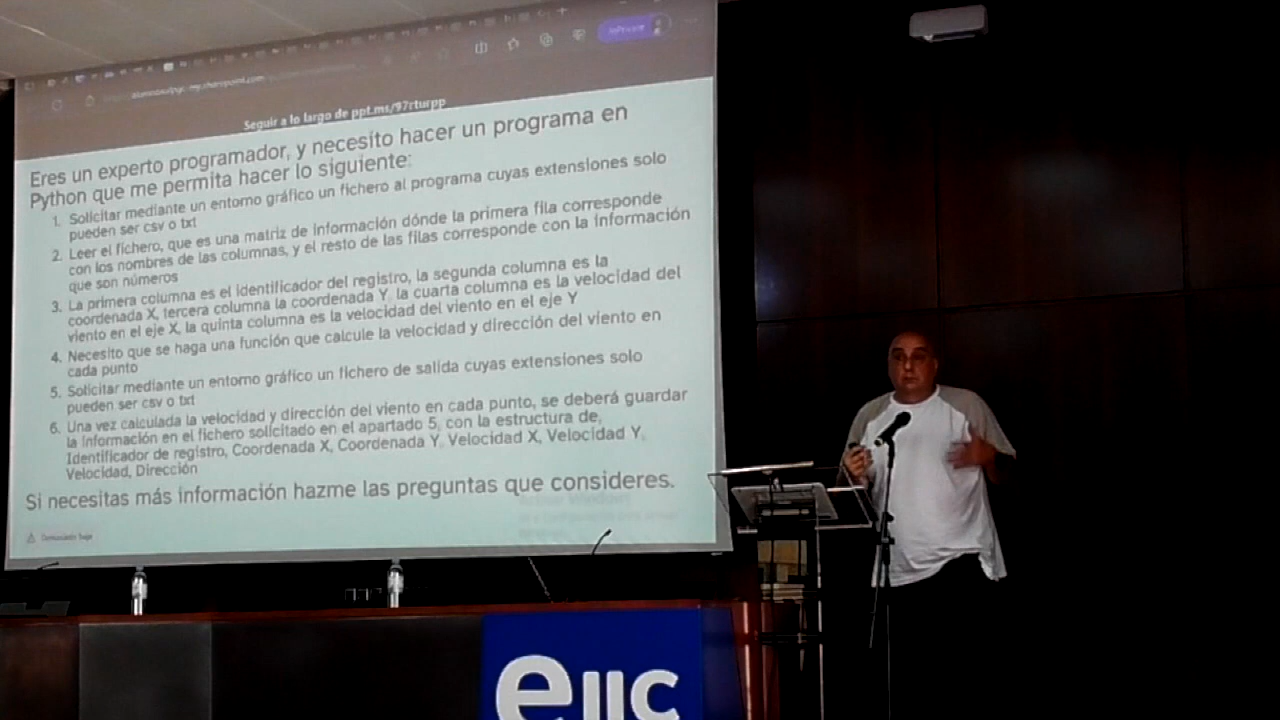 Seguir a lo largo de ppt.ms/97rturpp
Eres un experto programador, y necesito hacer un programa en
Python que me permita hacer lo siguiente:
1. Solicitar mediante un entorno gráfico un fichero al programa cuyas extensiones solo
pueden ser csv o txt
2. Leer el fichero, que es una matriz de información dónde la primera fila corresponde
con los nombres de las columnas, y el resto de las filas corresponde con la información
que son números
3. La primera columna es el identificador del registro, la segunda columna es la
coordenada X, tercera columna la coordenada Y, la cuarta columna es la velocidad del
viento en el eje X, la quinta columna es la velocidad del viento en el eje Y
4. Necesito que se haga una función que calcule la velocidad y dirección del viento en
cada punto
5. Solicitar mediante un entorno gráfico un fichero de salida cuyas extensiones solo
pueden ser csv o txt
6. Una vez calculada la velocidad y dirección del viento en cada punto, se deberá guardar
la información en el fichero solicitado en el apartado 5, con la estructura de,
Identificador de registro, Coordenada X, Coordenada Y, Velocidad X, Velocidad Y,
Velocidad, Dirección
Si necesitas más información hazme las preguntas que consideres.
eiic